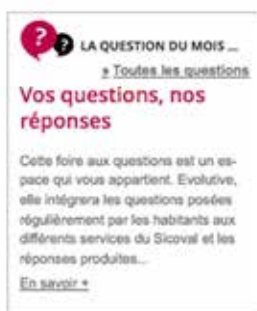 ? ? LA QUESTION DU MOIS ...
» Toutes les questions
Vos questions, nos
réponses
Cette foire aux questions est un es-
pace qui vous appartient. Evolutive,
elle intégrera les questions posées
régulièrement par les habitants aux
différents services du Sicoval et les
réponses produites...
En savoir +